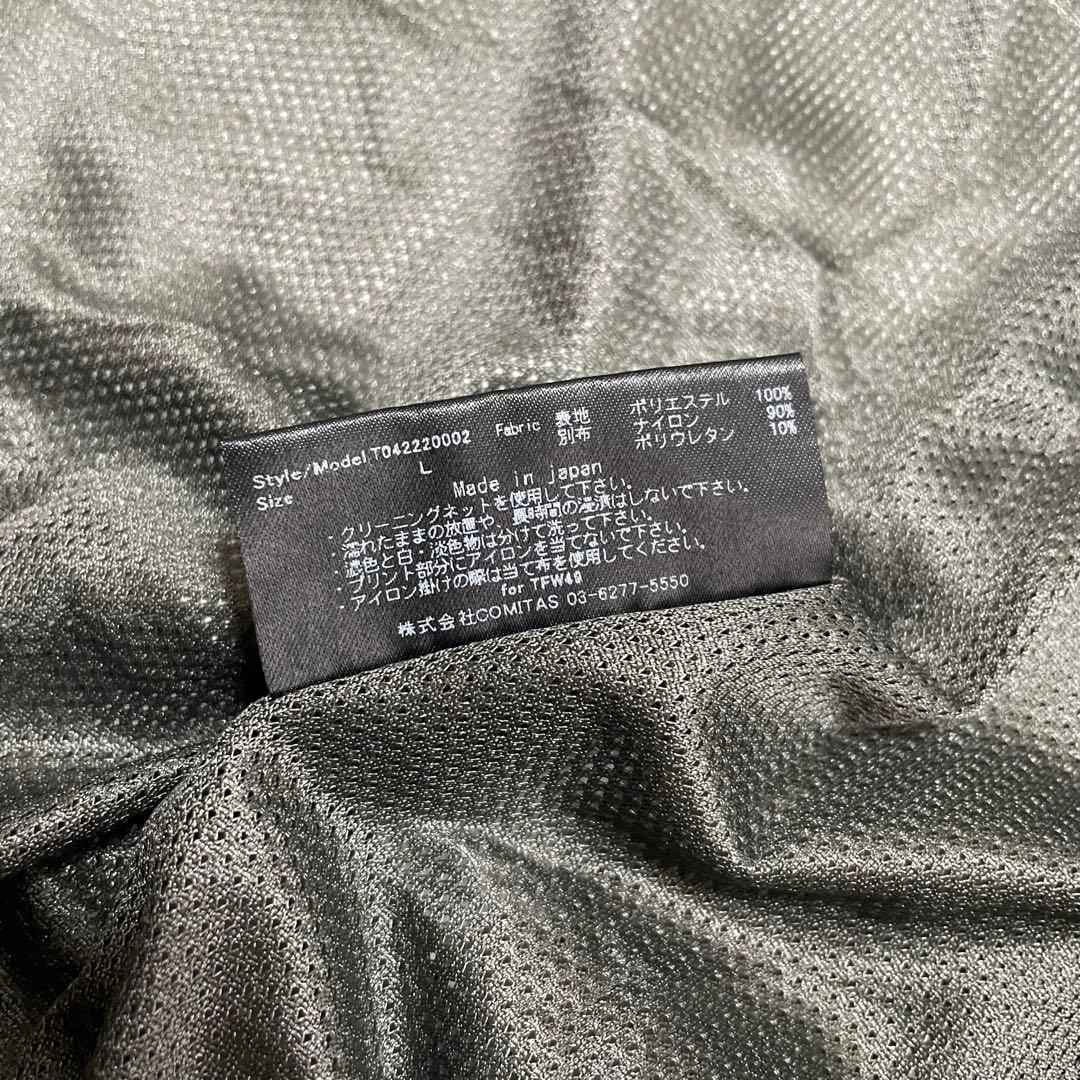 Style/Model T042220002 Fabric 表地 ポリエステル 100%
別布 ナイロン 90%
ポリウレタン 10%
Size L
Made in japan
・クリーニングネットを使用して下さい。
・濡れたままの放置や、長時間の浸漬はしないで下さい。
・濃色と白・淡色物は分けて洗って下さい。
・プリント部分にアイロンを当てないで下さい。
・アイロン掛けの際は当て布を使用してください。
for TFW49
株式会社COMITAS 03-6277-5550